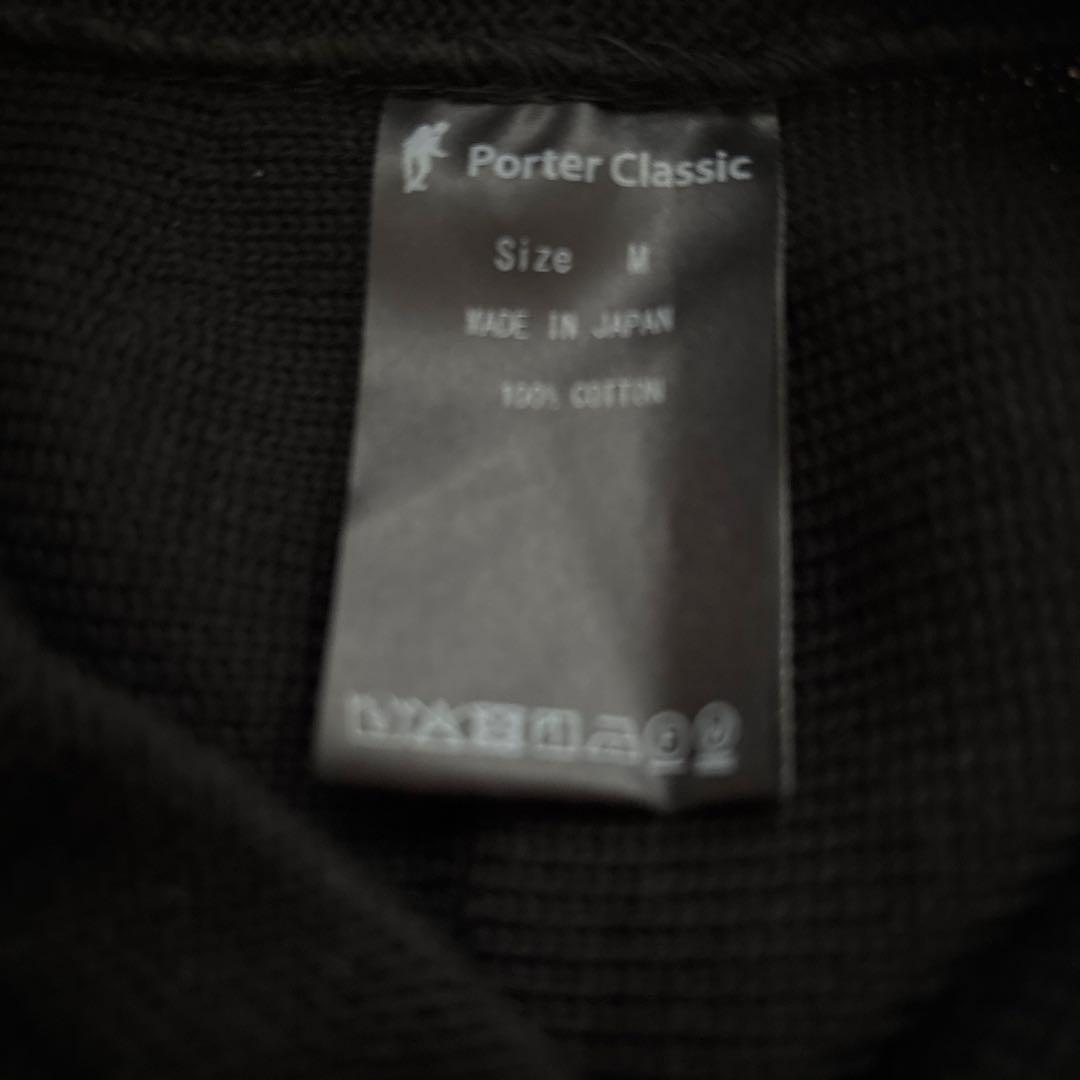 Porter Classic
Size M
MADE IN JAPAN
100% COTTON